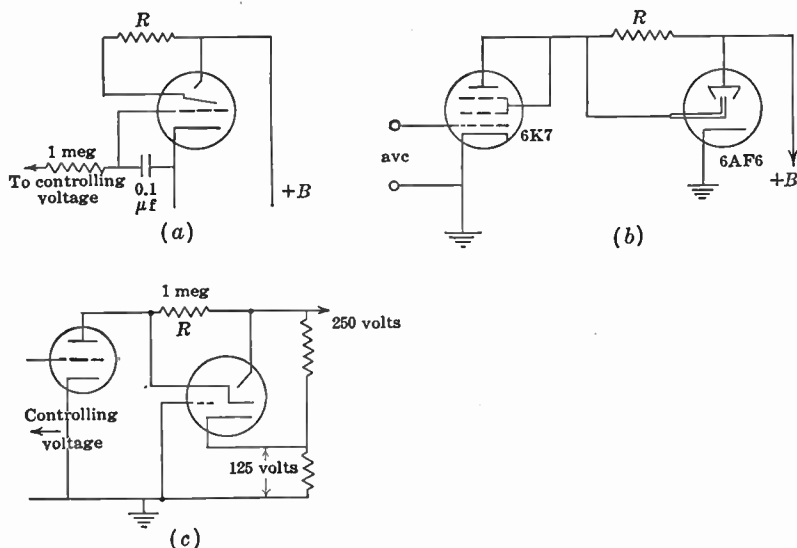 R
1 meg
To controlling
voltage
0.1
μf
+B
(a)
R
6K7
avc
6AF6
+B
(b)
1 meg
R
250 volts
Controlling
voltage
125 volts
(c)